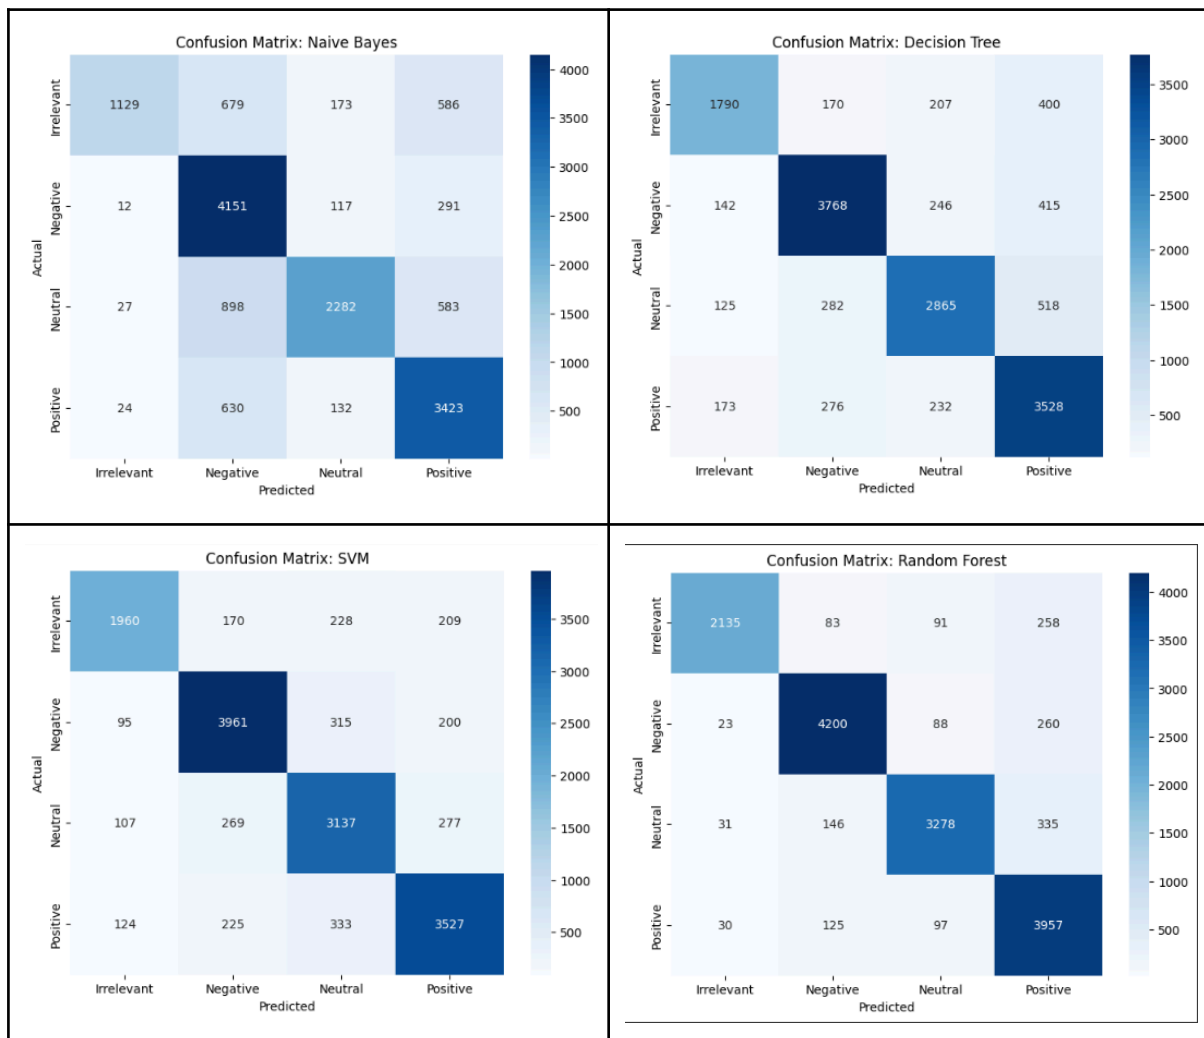 Confusion Matrix: Naive Bayes
Irrelevant 1129 679 173 586
Negative 12 4151 117 291
Neutral 27 898 2282 583
Positive 24 630 132 3423
Irrelevant Negative Neutral Positive
Predicted
Actual
4000
3500
3000
2500
2000
1500
1000
500
Confusion Matrix: Decision Tree
Irrelevant 1790 170 207 400
Negative 142 3768 246 415
Neutral 125 282 2865 518
Positive 173 276 232 3528
Irrelevant Negative Neutral Positive
Predicted
Actual
3500
3000
2500
2000
1500
1000
500
Confusion Matrix: SVM
Irrelevant 1960 170 228 209
Negative 95 3961 315 200
Neutral 107 269 3137 277
Positive 124 225 333 3527
Irrelevant Negative Neutral Positive
Predicted
Actual
3500
3000
2500
2000
1500
1000
500
Confusion Matrix: Random Forest
Irrelevant 2135 83 91 258
Negative 23 4200 88 260
Neutral 31 146 3278 335
Positive 30 125 97 3957
Irrelevant Negative Neutral Positive
Predicted
Actual
4000
3500
3000
2500
2000
1500
1000
500